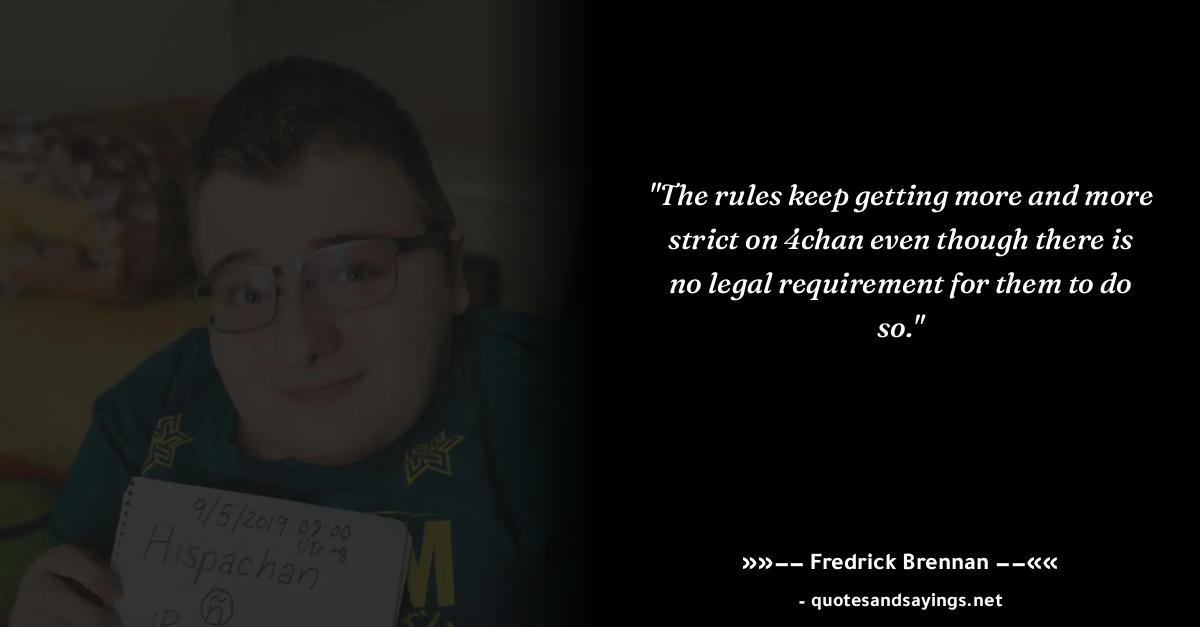 "The rules keep getting more and more
strict on 4chan even though there is
no legal requirement for them to do
so."
»»−− Fredrick Brennan −−««
- quotesandsayings.net
9/5/2019 09:00
UTC +8
Hispachan
ñ